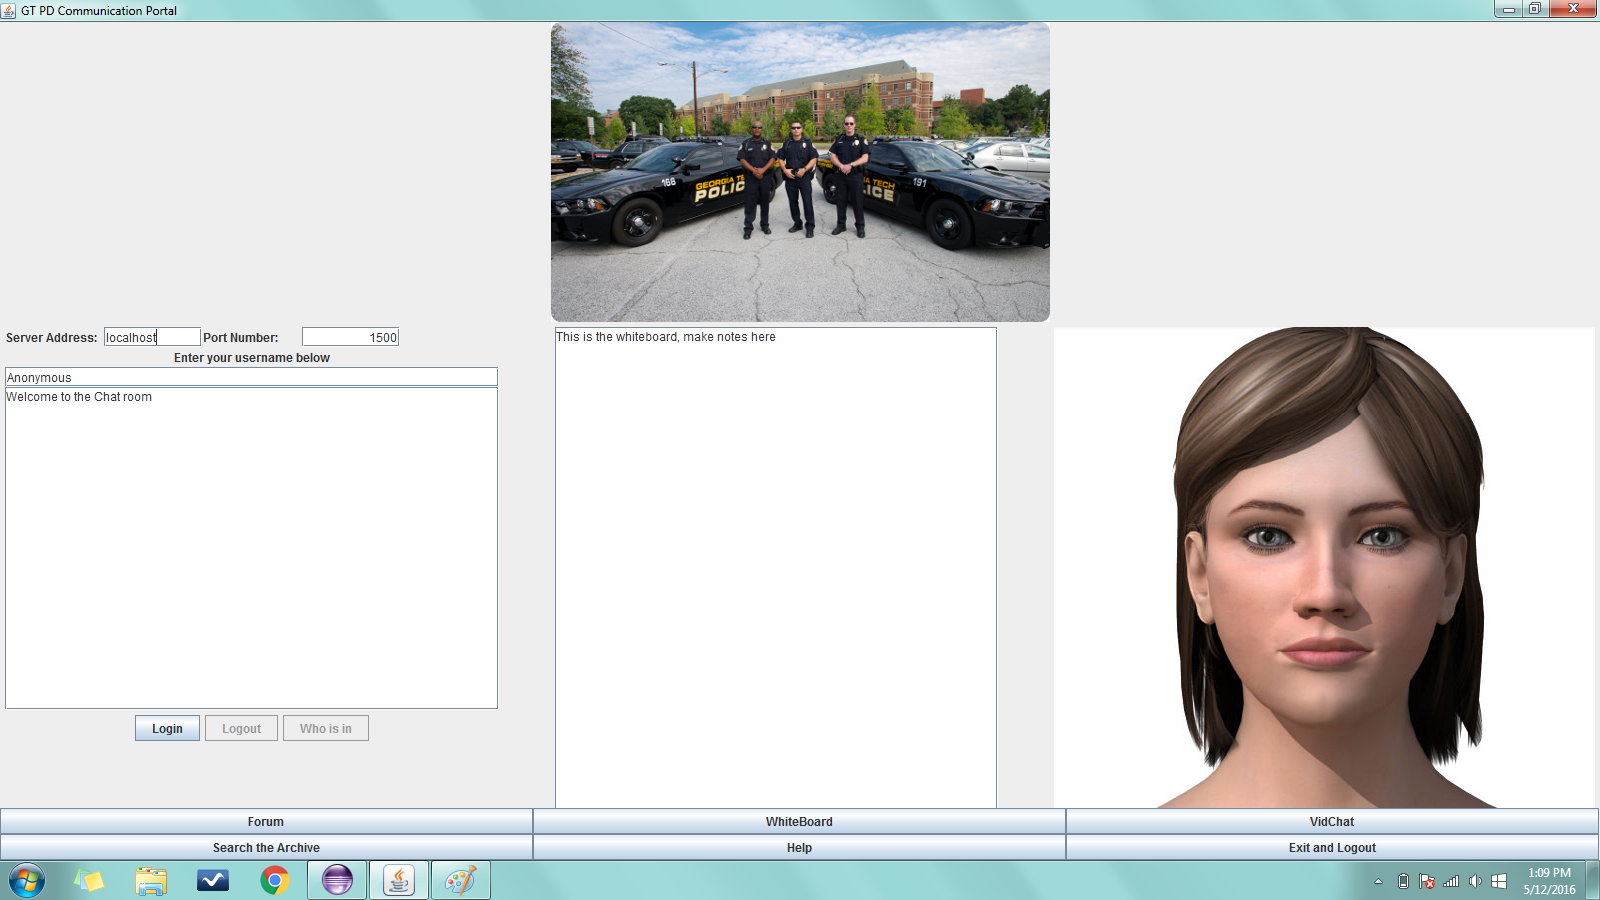 GT PD Communication Portal
166
GEORGIA TE
POLIC
IA TECH
LICE
191
Server Address: localhost Port Number: 1500
Enter your username below
Anonymous
Welcome to the Chat room
This is the whiteboard, make notes here
Login Logout Who is in
Forum WhiteBoard VidChat
Search the Archive Help Exit and Logout
1:09 PM
5/12/2016